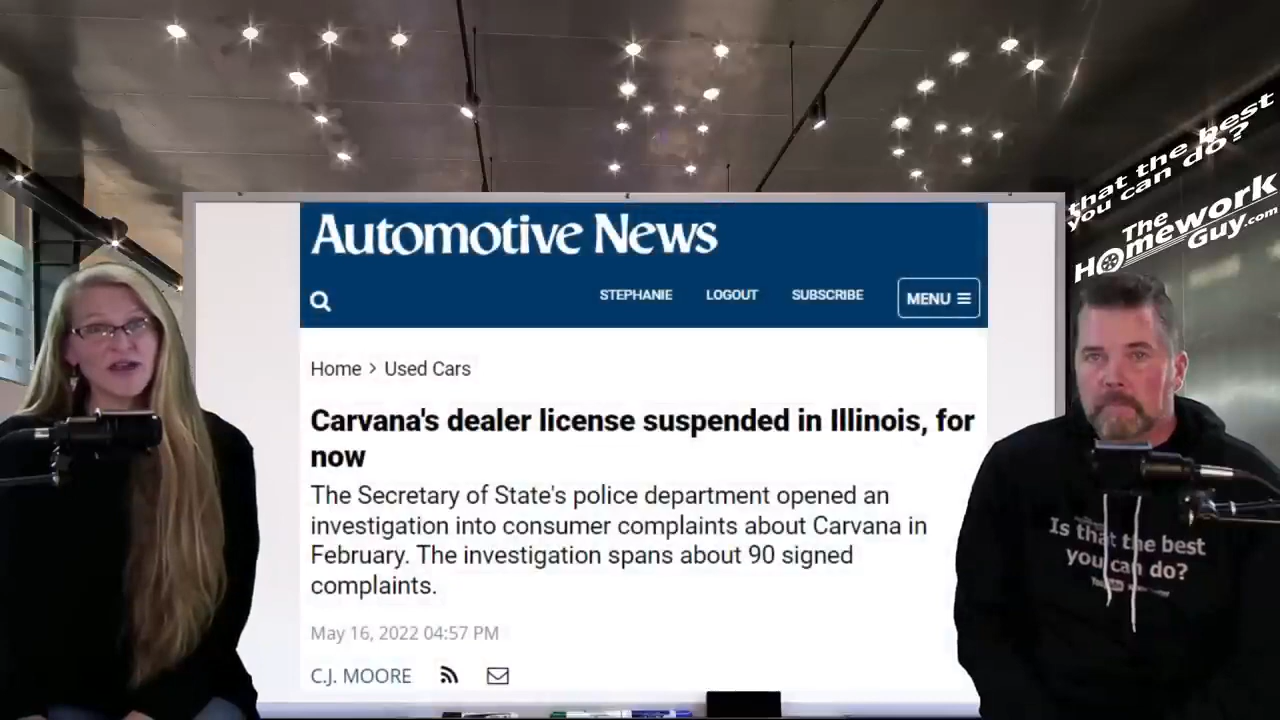 Automotive News
STEPHANIE LOGOUT SUBSCRIBE MENU
Home > Used Cars
Carvana's dealer license suspended in Illinois, for
now
The Secretary of State's police department opened an
investigation into consumer complaints about Carvana in
February. The investigation spans about 90 signed
complaints.
May 16, 2022 04:57 PM
C.J. MOORE
that the best
you can do?
The
Homework
Guy.com
Is that the best
you can do?